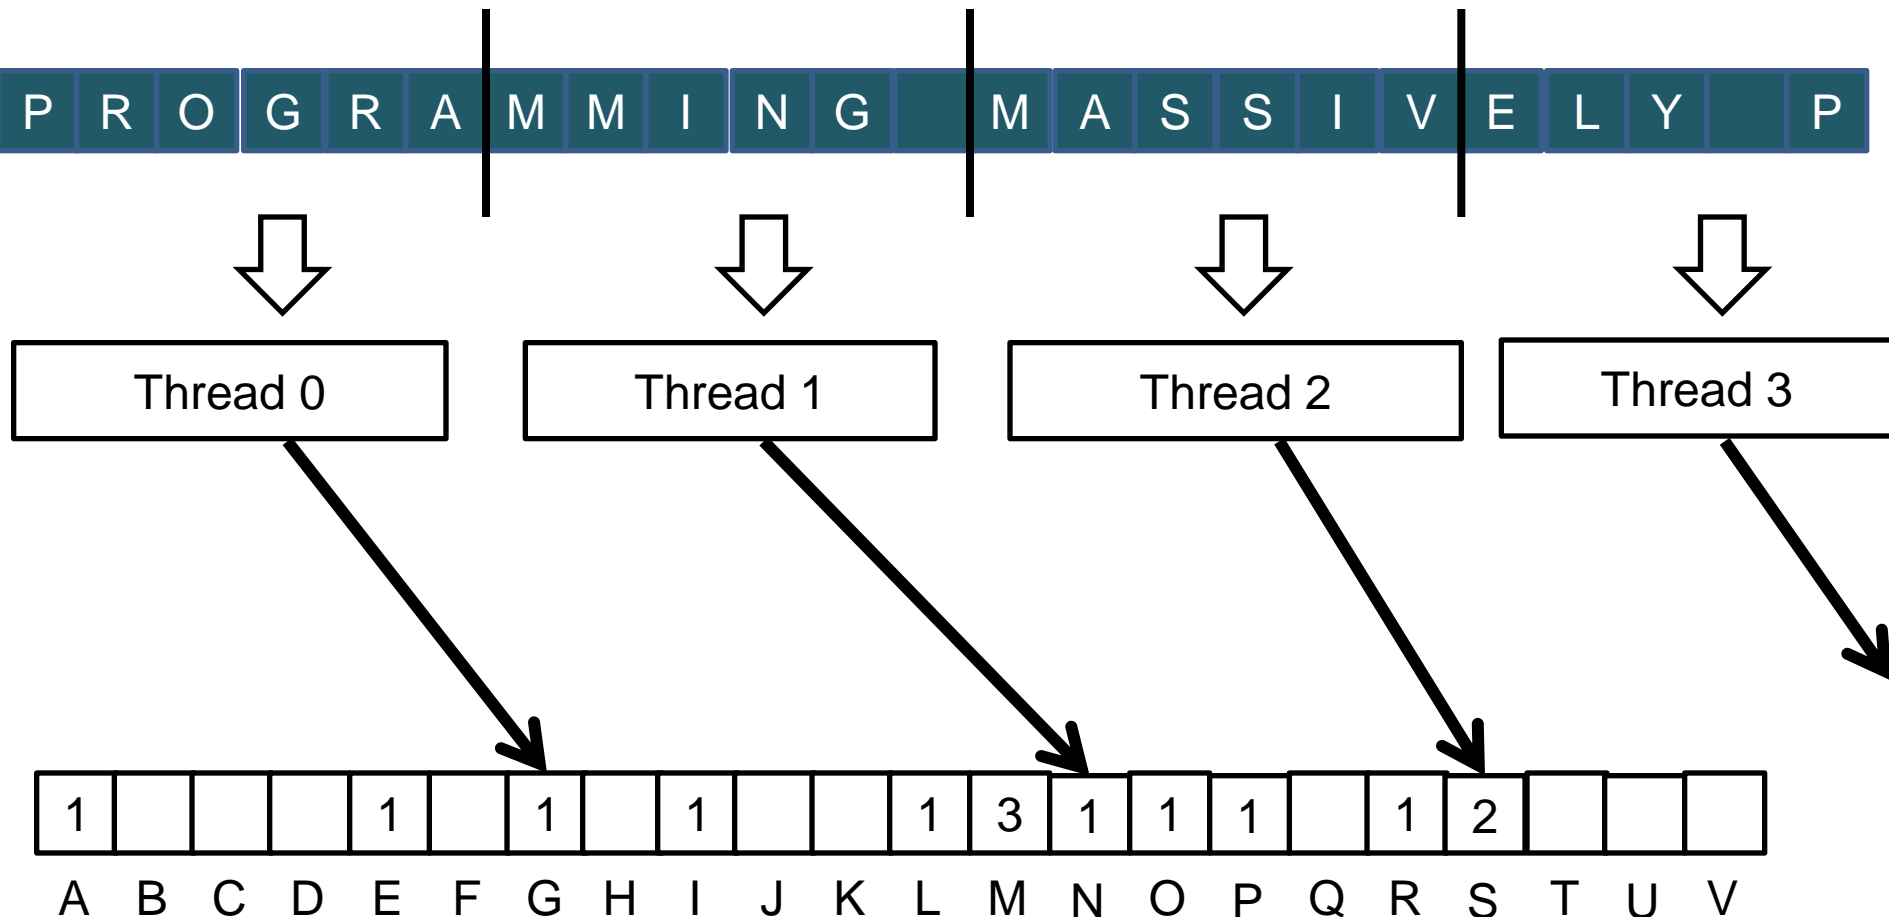 P R O G R A M M I N G M A S S I V E L Y P
Thread 0 Thread 1 Thread 2 Thread 3
1 1 1 1 1 3 1 1 1 1 2
A B C D E F G H I J K L M N O P Q R S T U V